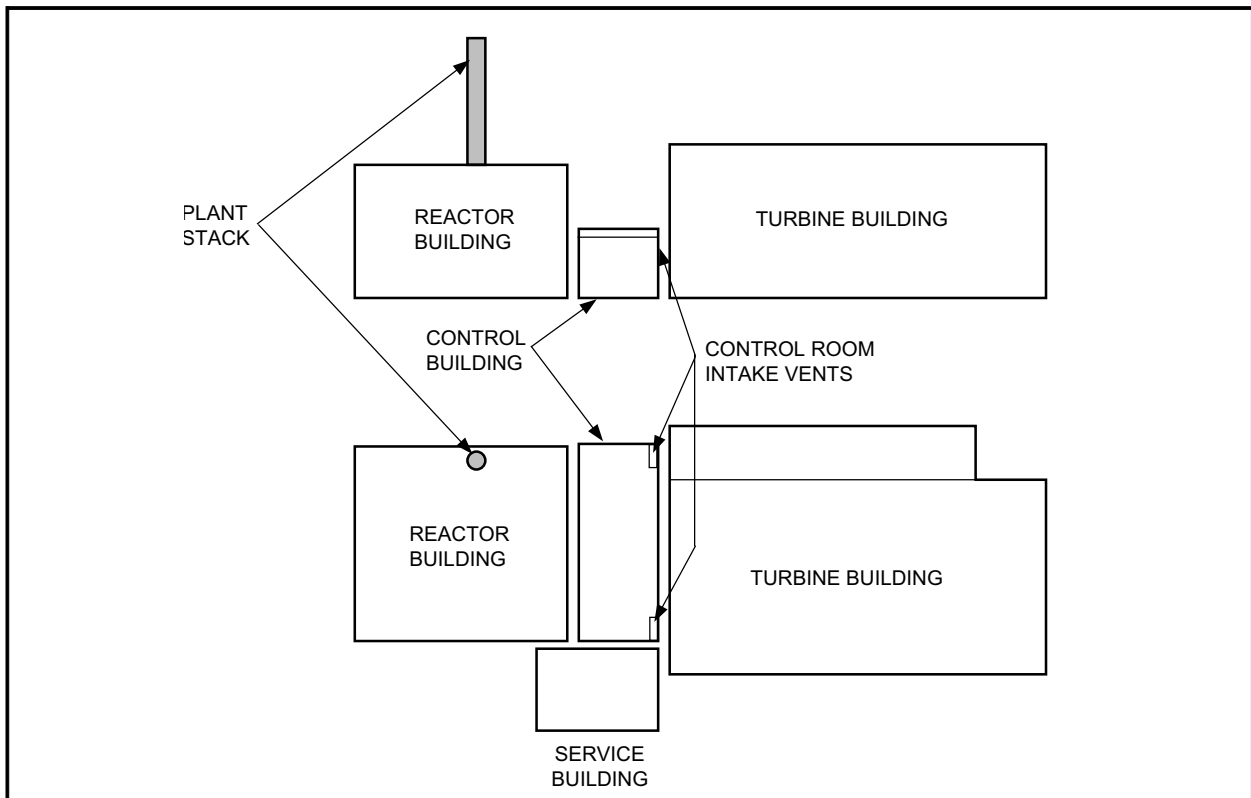 PLANT
STACK
REACTOR
BUILDING
TURBINE BUILDING
CONTROL
BUILDING
CONTROL ROOM
INTAKE VENTS
REACTOR
BUILDING
TURBINE BUILDING
SERVICE
BUILDING